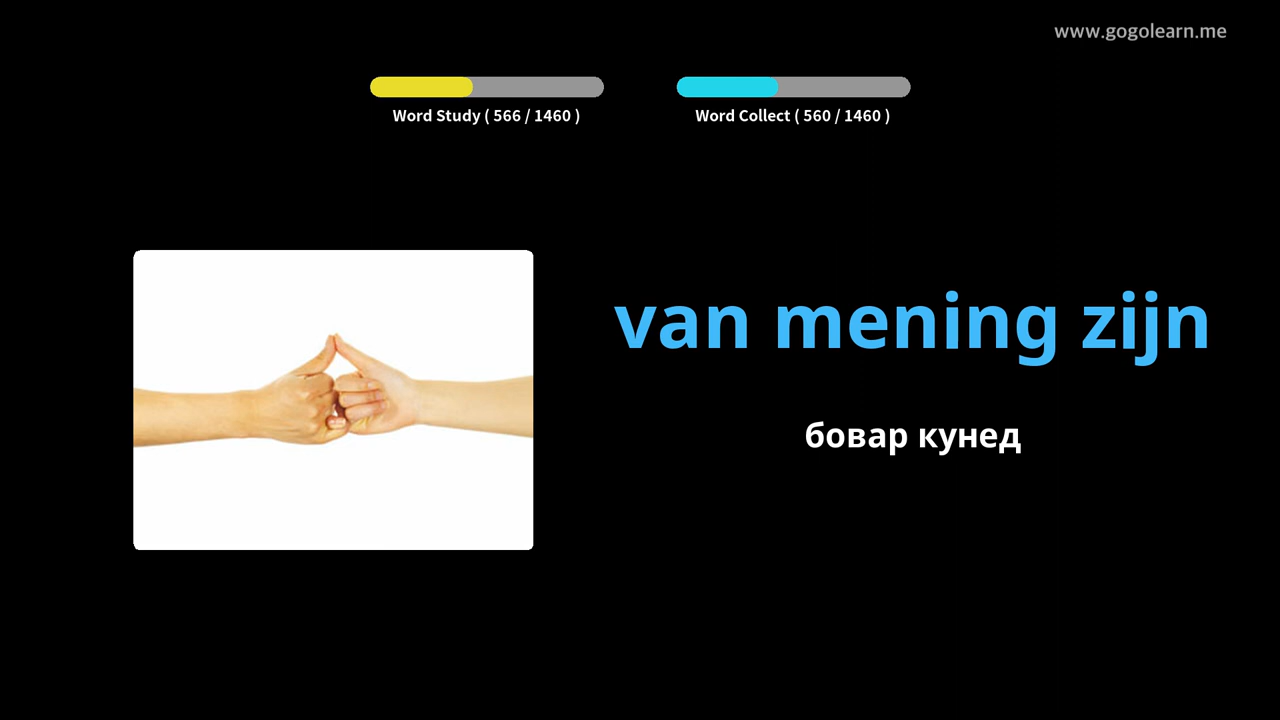 www.gogolearn.me
Word Study ( 566 / 1460 )
Word Collect ( 560 / 1460 )
van mening zijn
бовар кунед